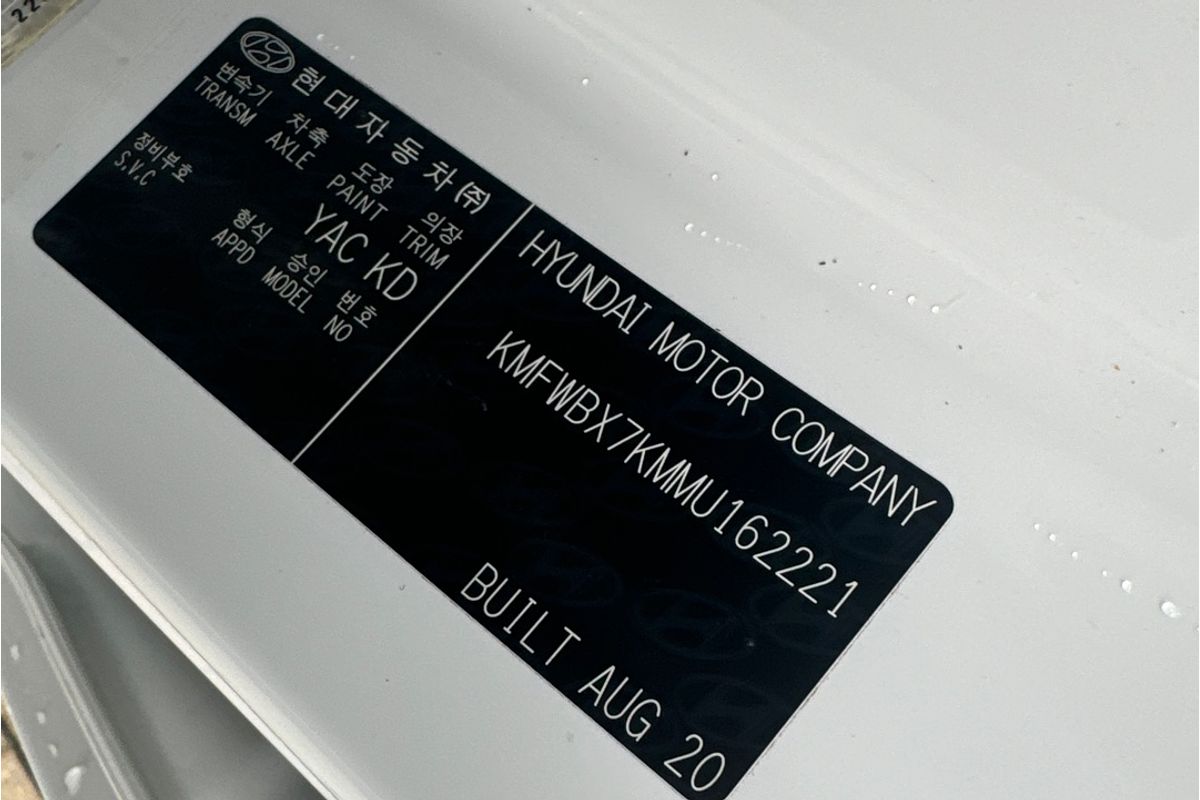 현대자동차(주)
변속기 차축 도장 의장
TRANSM AXLE PAINT TRIM
YAC KD
정비부호
S.V.C
형식 승인 번호
APPD MODEL NO
HYUNDAI MOTOR COMPANY
KMFWBX7KMMU162221
BUILT AUG 20